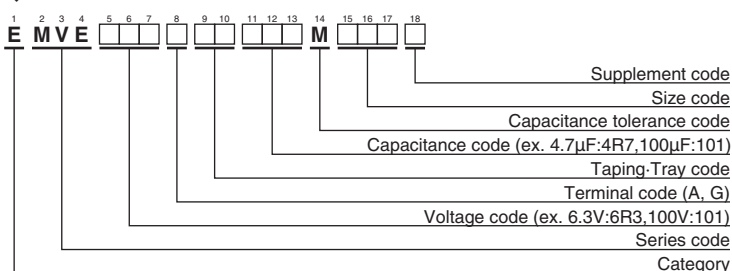 1 2 3 4 5 6 7 8 9 10 11 12 13 14 15 16 17 18
E M V E M
Supplement code
Size code
Capacitance tolerance code
Capacitance code (ex. 4.7µF:4R7,100µF:101)
Taping·Tray code
Terminal code (A, G)
Voltage code (ex. 6.3V:6R3,100V:101)
Series code
Category